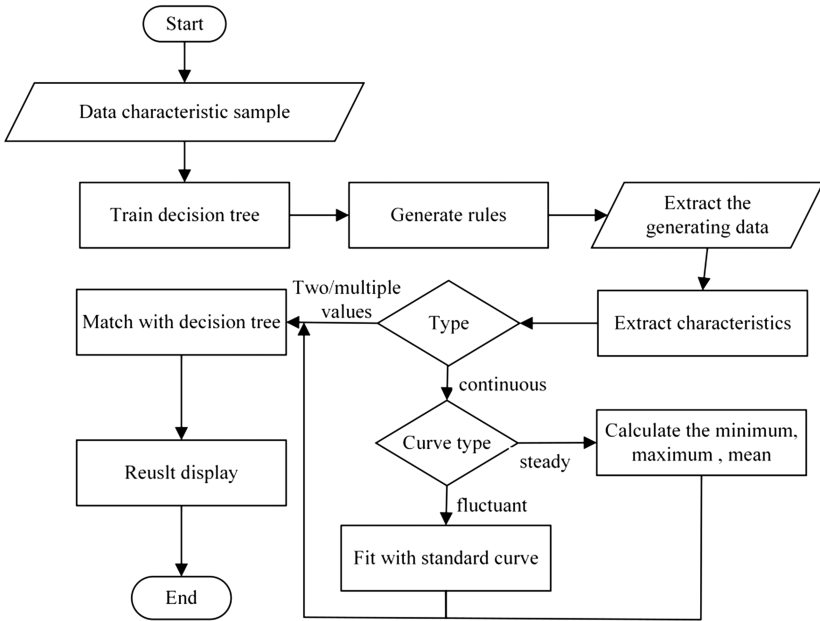 Start
Data characteristic sample
Train decision tree
Generate rules
Extract the
generating data
Two/multiple
values
Match with decision tree
Type
Extract characteristics
continuous
Curve type
steady
Calculate the minimum,
maximum , mean
Reuslt display
fluctuant
Fit with standard curve
End